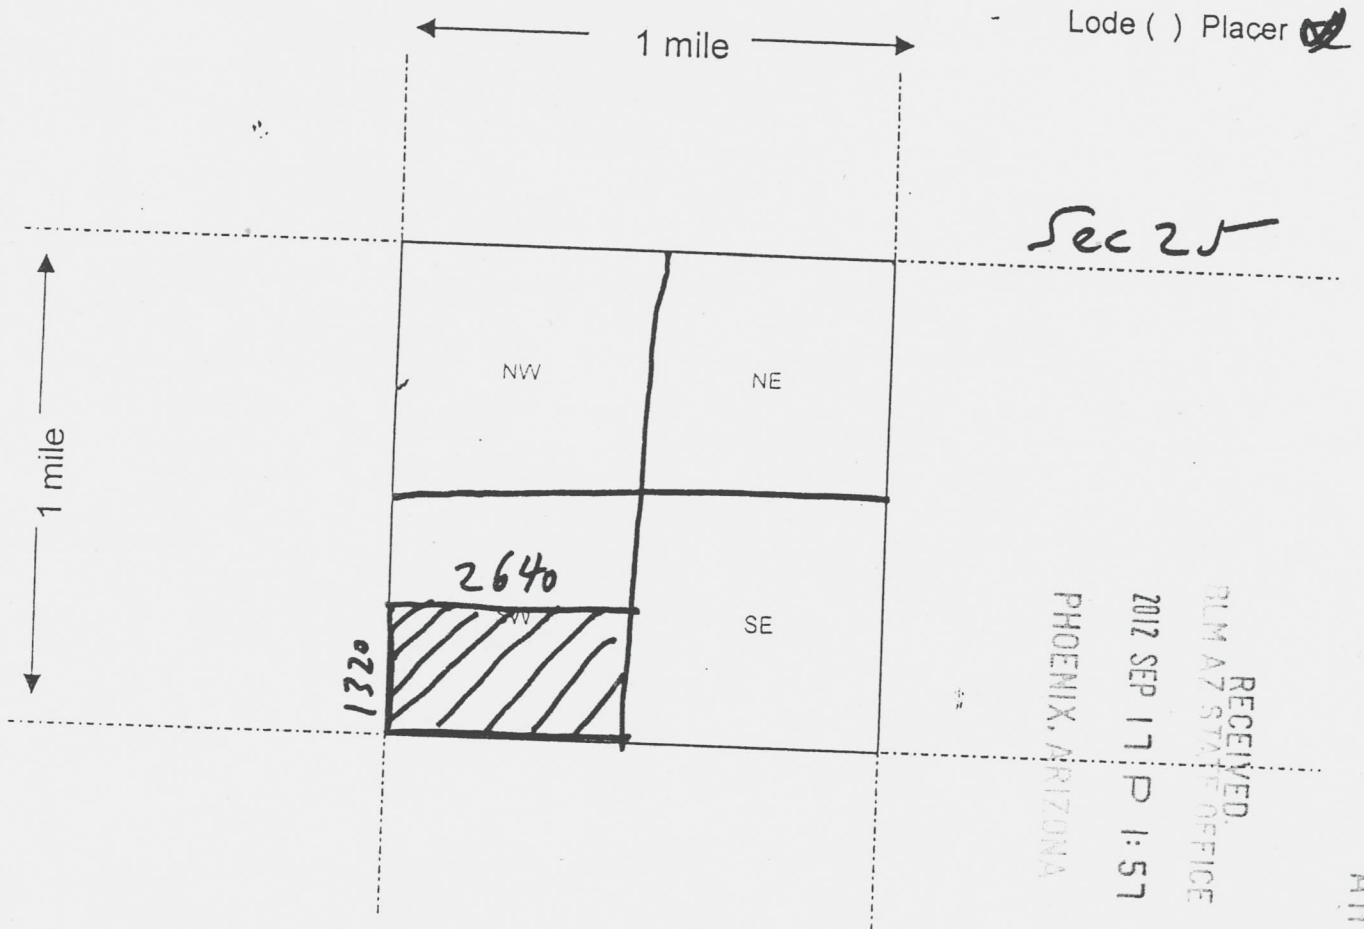 Lode ( ) Placer
1 mile
Sec 25
NW
NE
1 mile
2640
SW
SE
1320
RECEIVED
BLM AZ STATE OFFICE
2012 SEP 17 P 1:57
PHOENIX, ARIZONA